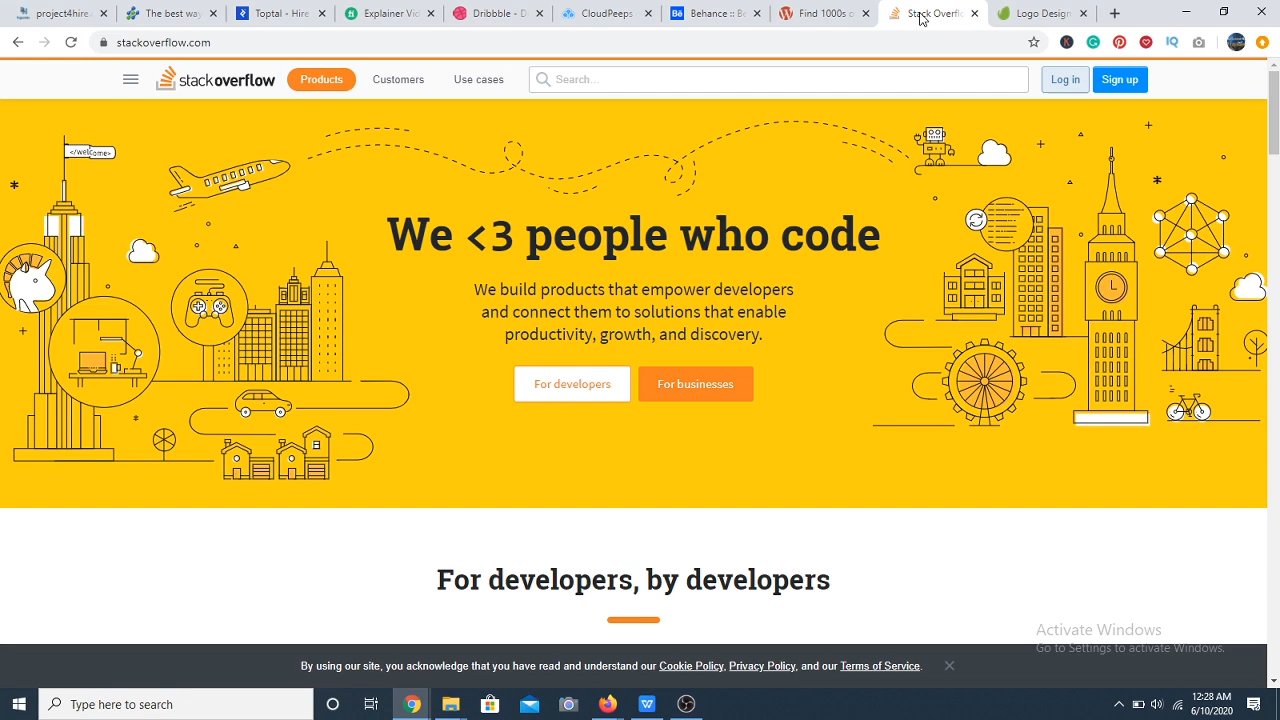 project4hire
The best way
Toptal - Hire
Explainer Vid
Dribbble - D
CloudPeeps
Behance :: Be
Find 1000s o
Stack Overflo
Logo Design
stackoverflow.com
stackoverflow
Products
Customers
Use cases
Search...
Log in
Sign up
</welcome>
We <3 people who code
We build products that empower developers
and connect them to solutions that enable
productivity, growth, and discovery.
For developers
For businesses
For developers, by developers
Activate Windows
Go to Settings to activate Windows.
By using our site, you acknowledge that you have read and understand our Cookie Policy, Privacy Policy, and our Terms of Service.
Type here to search
12:28 AM
6/10/2020